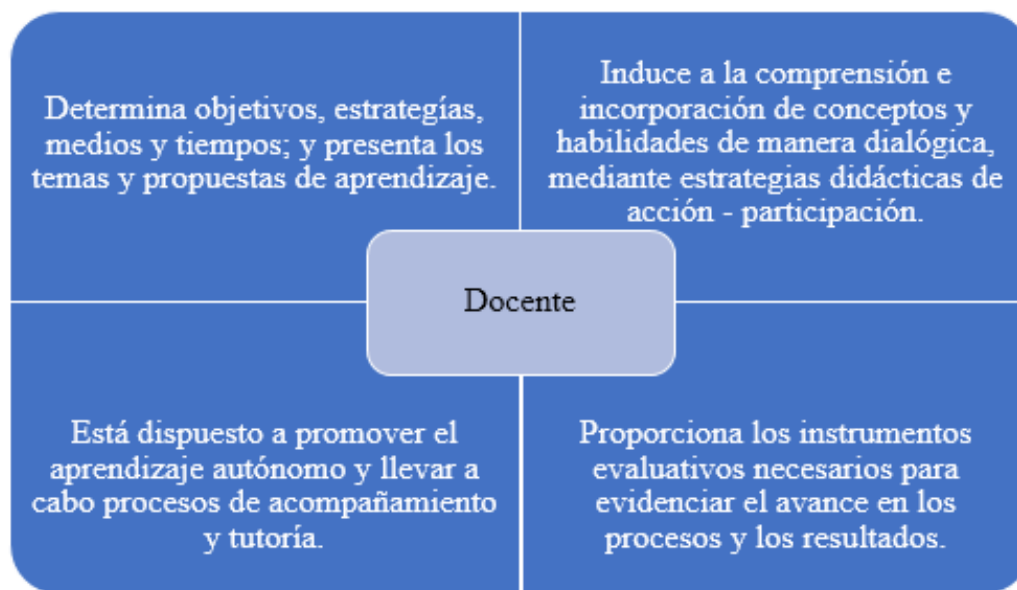 Determina objetivos, estrategías,
medios y tiempos; y presenta los
temas y propuestas de aprendizaje.
Induce a la comprensión e
incorporación de conceptos y
habilidades de manera dialógica,
mediante estrategias didácticas de
acción - participación.
Docente
Está dispuesto a promover el
aprendizaje autónomo y llevar a
cabo procesos de acompañamiento
y tutoría.
Proporciona los instrumentos
evaluativos necesarios para
evidenciar el avance en los
procesos y los resultados.